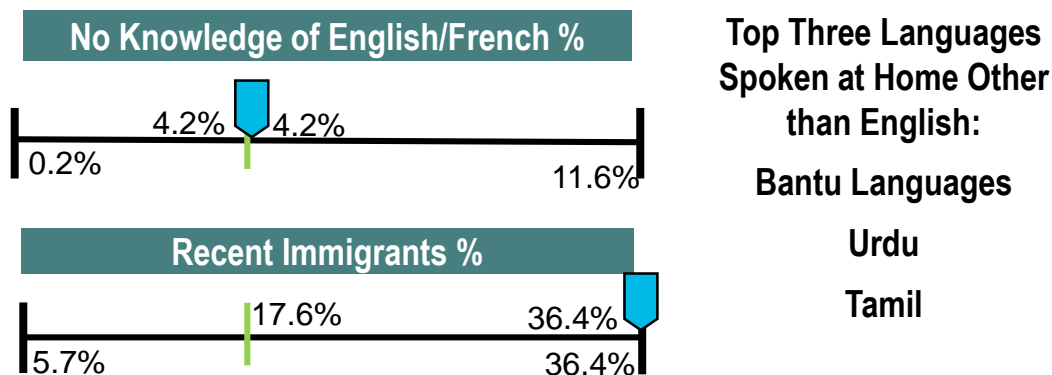 No Knowledge of English/French %
4.2% 4.2%
0.2%
11.6%
Recent Immigrants %
17.6%
36.4%
5.7%
36.4%
Top Three Languages
Spoken at Home Other
than English:
Bantu Languages
Urdu
Tamil